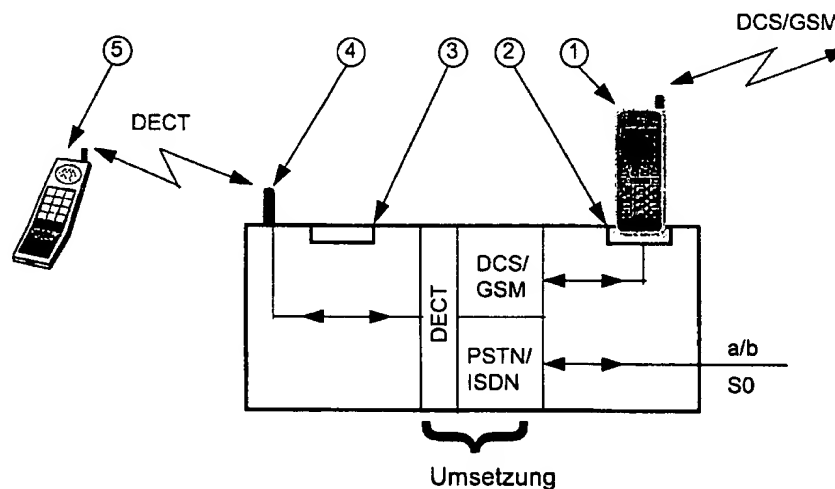 DCS/GSM
5
4
3
2
1
DECT
DECT
DCS/
GSM
PSTN/
ISDN
a/b
S0
Umsetzung